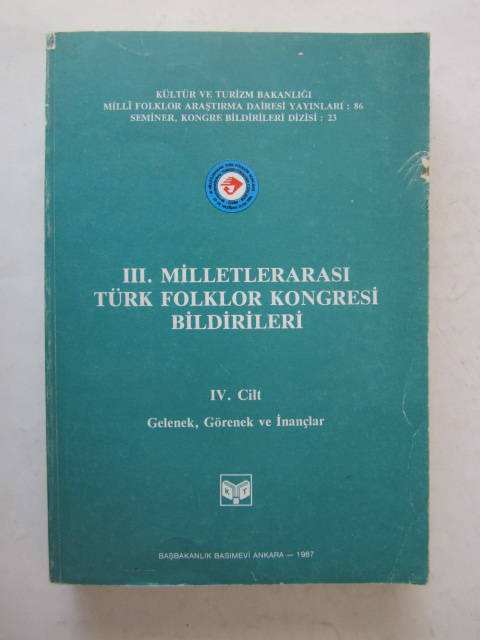 KÜLTÜR VE TURİZM BAKANLIĞI
MİLLÎ FOLKLOR ARAŞTIRMA DAİRESİ YAYINLARI : 86
SEMİNER, KONGRE BİLDİRİLERİ DİZİSİ : 23
III. MİLLETLERARASI
TÜRK FOLKLOR KONGRESİ
BİLDİRİLERİ
IV. Cilt
Gelenek, Görenek ve İnançlar
K T
BAŞBAKANLIK BASIMEVİ ANKARA — 1987